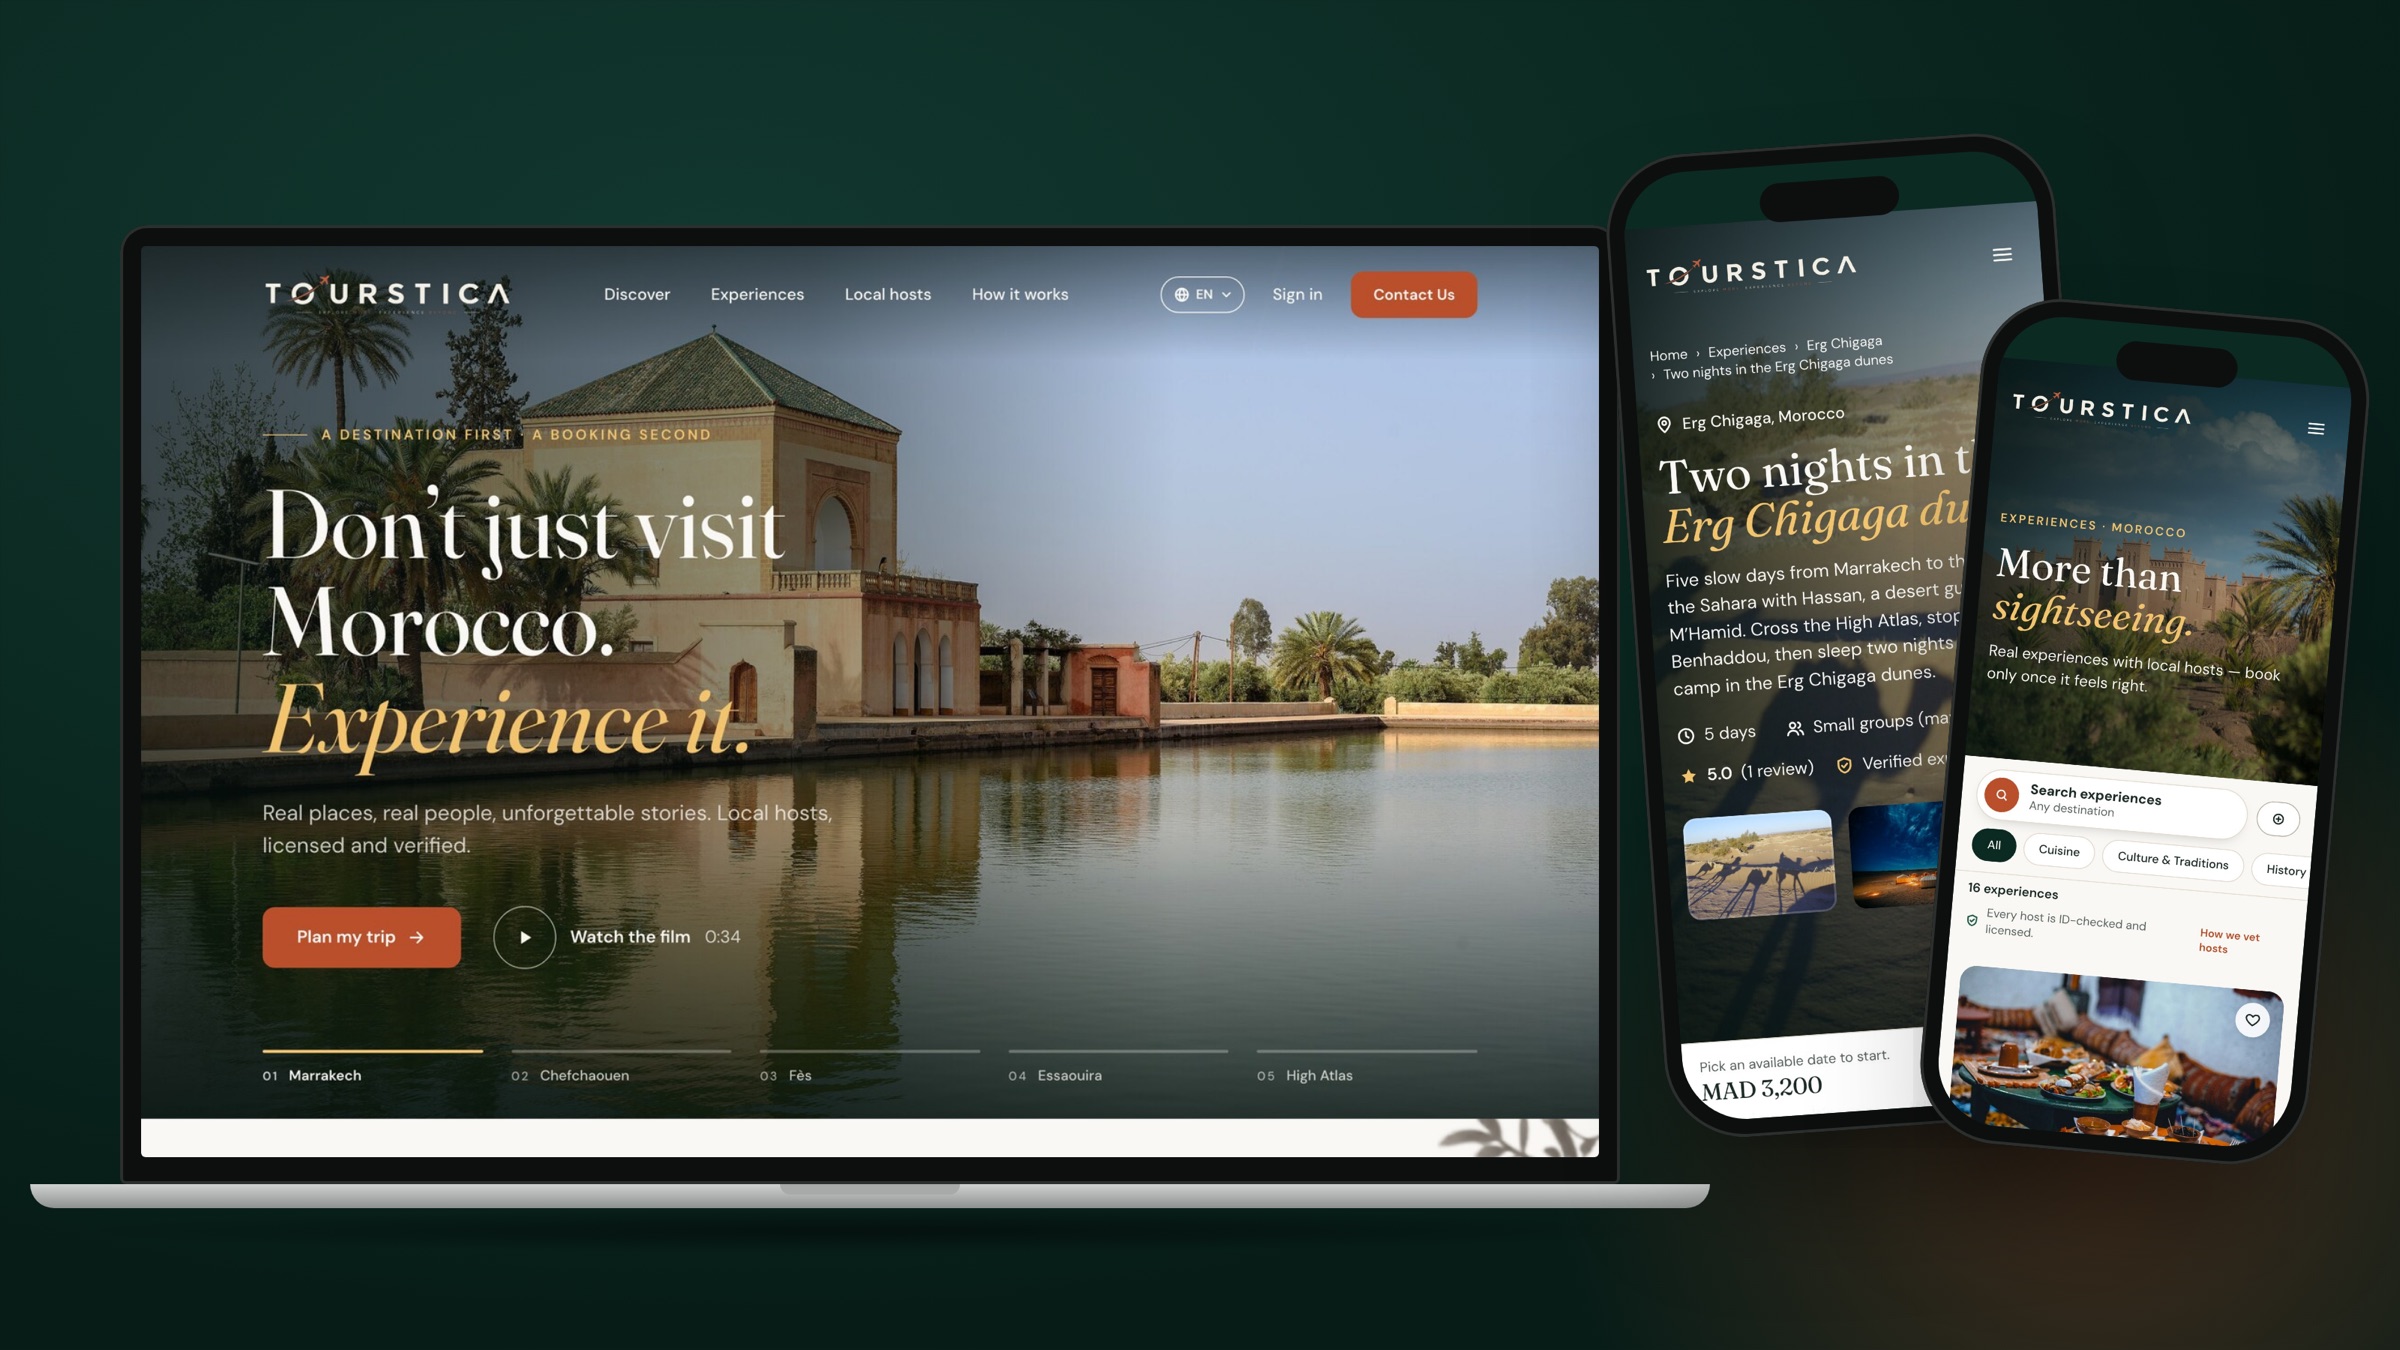 TOURSTICA
Discover
Experiences
Local hosts
How it works
EN
Sign in
Contact Us
A DESTINATION FIRST · A BOOKING SECOND
Don’t just visit
Morocco.
Experience it.
Real places, real people, unforgettable stories. Local hosts,
licensed and verified.
Plan my trip →
Watch the film 0:34
01 Marrakech
02 Chefchaouen
03 Fès
04 Essaouira
05 High Atlas
TOURSTICA
Home › Experiences › Erg Chigaga
› Two nights in the Erg Chigaga dunes
Erg Chigaga, Morocco
Two nights in t
Erg Chigaga du
Five slow days from Marrakech to th
the Sahara with Hassan, a desert gu
M’Hamid. Cross the High Atlas, stop
Benhaddou, then sleep two nights
camp in the Erg Chigaga dunes.
5 days
Small groups (ma
5.0 (1 review)
Verified ex
Pick an available date to start.
MAD 3,200
TOURSTICA
EXPERIENCES · MOROCCO
More than
sightseeing.
Real experiences with local hosts — book
only once it feels right.
Search experiences
Any destination
All
Cuisine
Culture & Traditions
History
16 experiences
Every host is ID-checked and
licensed.
How we vet
hosts